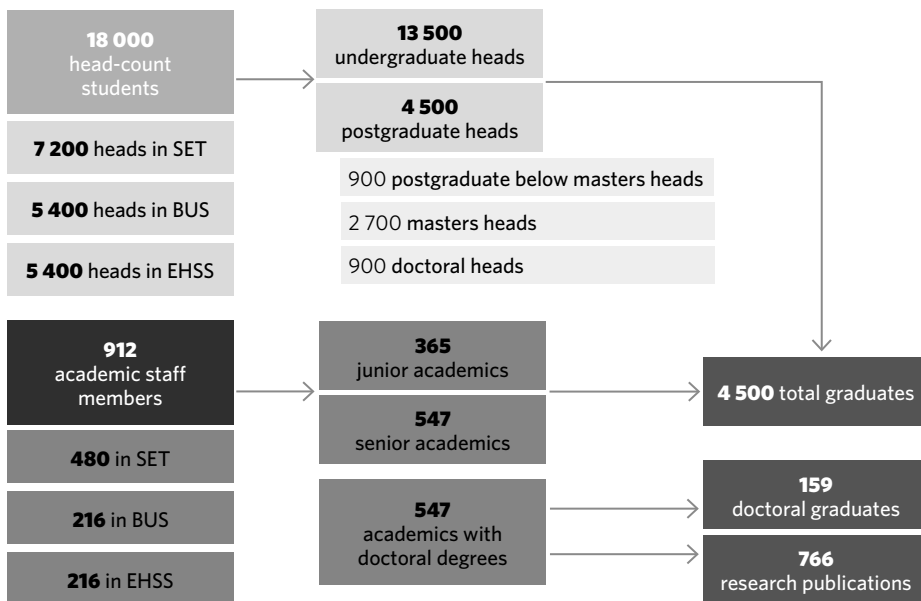 18 000
head-count
students
7 200 heads in SET
5 400 heads in BUS
5 400 heads in EHSS
13 500
undergraduate heads
4 500
postgraduate heads
900 postgraduate below masters heads
2 700 masters heads
900 doctoral heads
912
academic staff
members
480 in SET
216 in BUS
216 in EHSS
365
junior academics
547
senior academics
547
academics with
doctoral degrees
4 500 total graduates
159
doctoral graduates
766
research publications